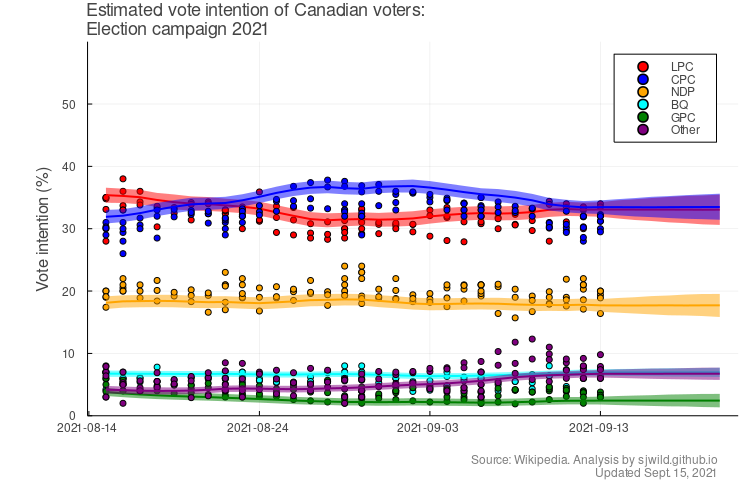 Estimated vote intention of Canadian voters:
Election campaign 2021
LPC
CPC
NDP
BQ
GPC
Other
Vote intention (%)
50
40
30
20
10
0
2021-08-14
2021-08-24
2021-09-03
2021-09-13
Source: Wikipedia. Analysis by sjwild.github.io
Updated Sept. 15, 2021